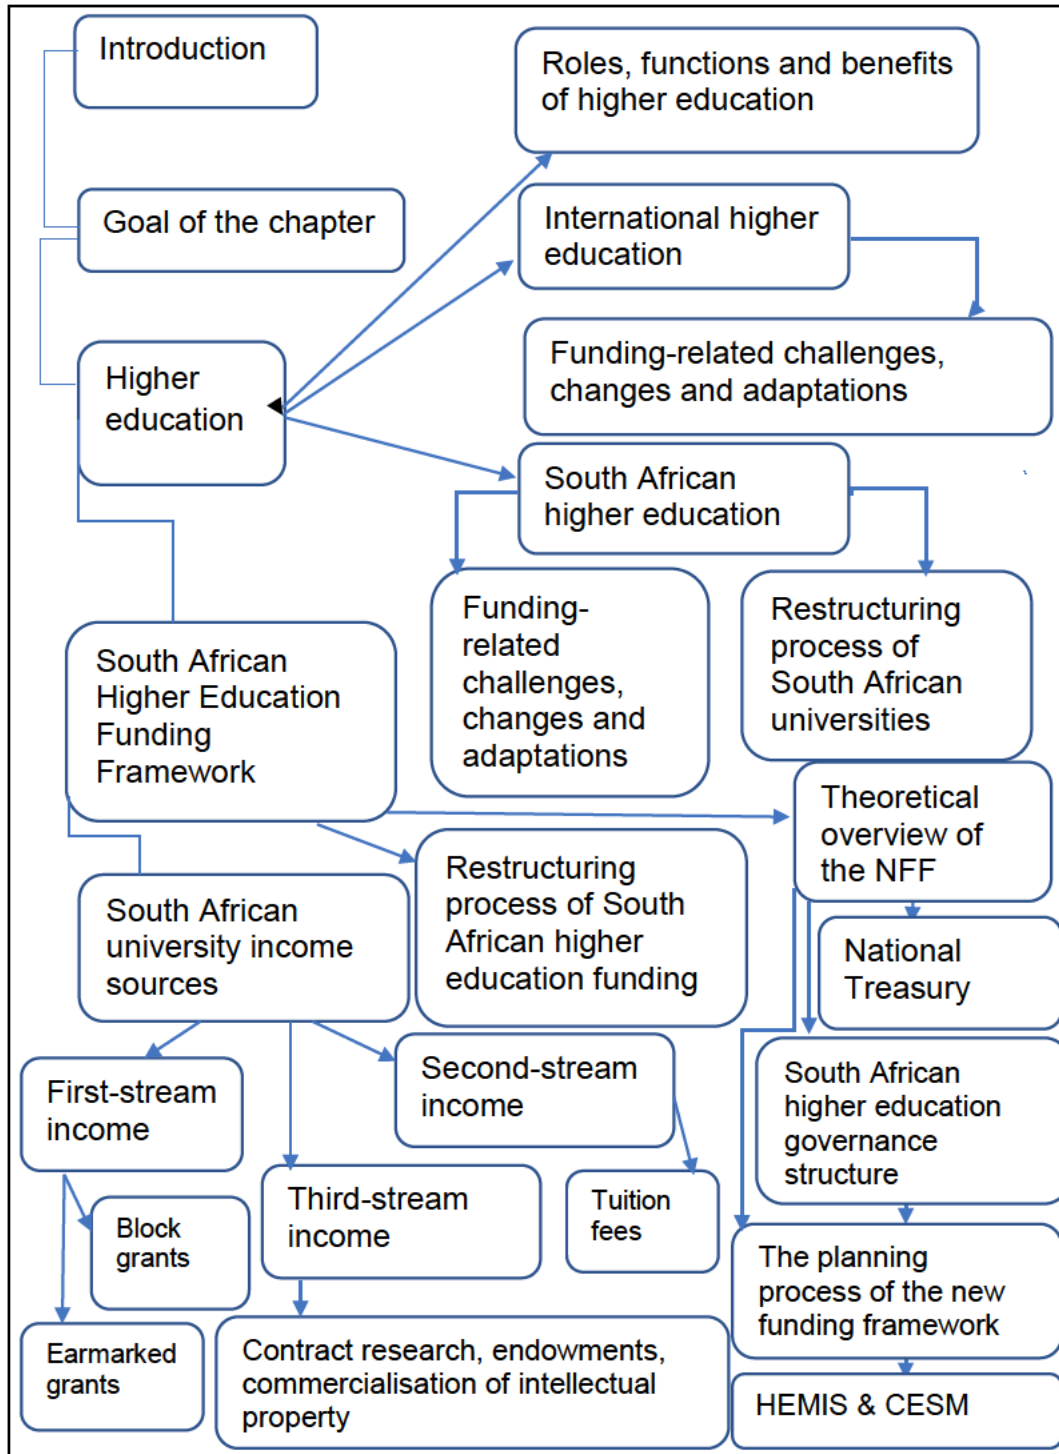 Introduction
Roles, functions and benefits
of higher education
Goal of the chapter
International higher
education
Funding-related challenges,
changes and adaptations
Higher
education
South African
higher education
Funding-
related
challenges,
changes and
adaptations
Restructuring
process of
South African
universities
South African
Higher Education
Funding
Framework
Theoretical
overview of
the NFF
Restructuring
process of South
African higher
education funding
South African
university income
sources
National
Treasury
First-stream
income
Second-stream
income
South African
higher education
governance
structure
Third-stream
income
Tuition
fees
Block
grants
The planning
process of the new
funding framework
Earmarked
grants
Contract research, endowments,
commercialisation of intellectual
property
HEMIS & CESM